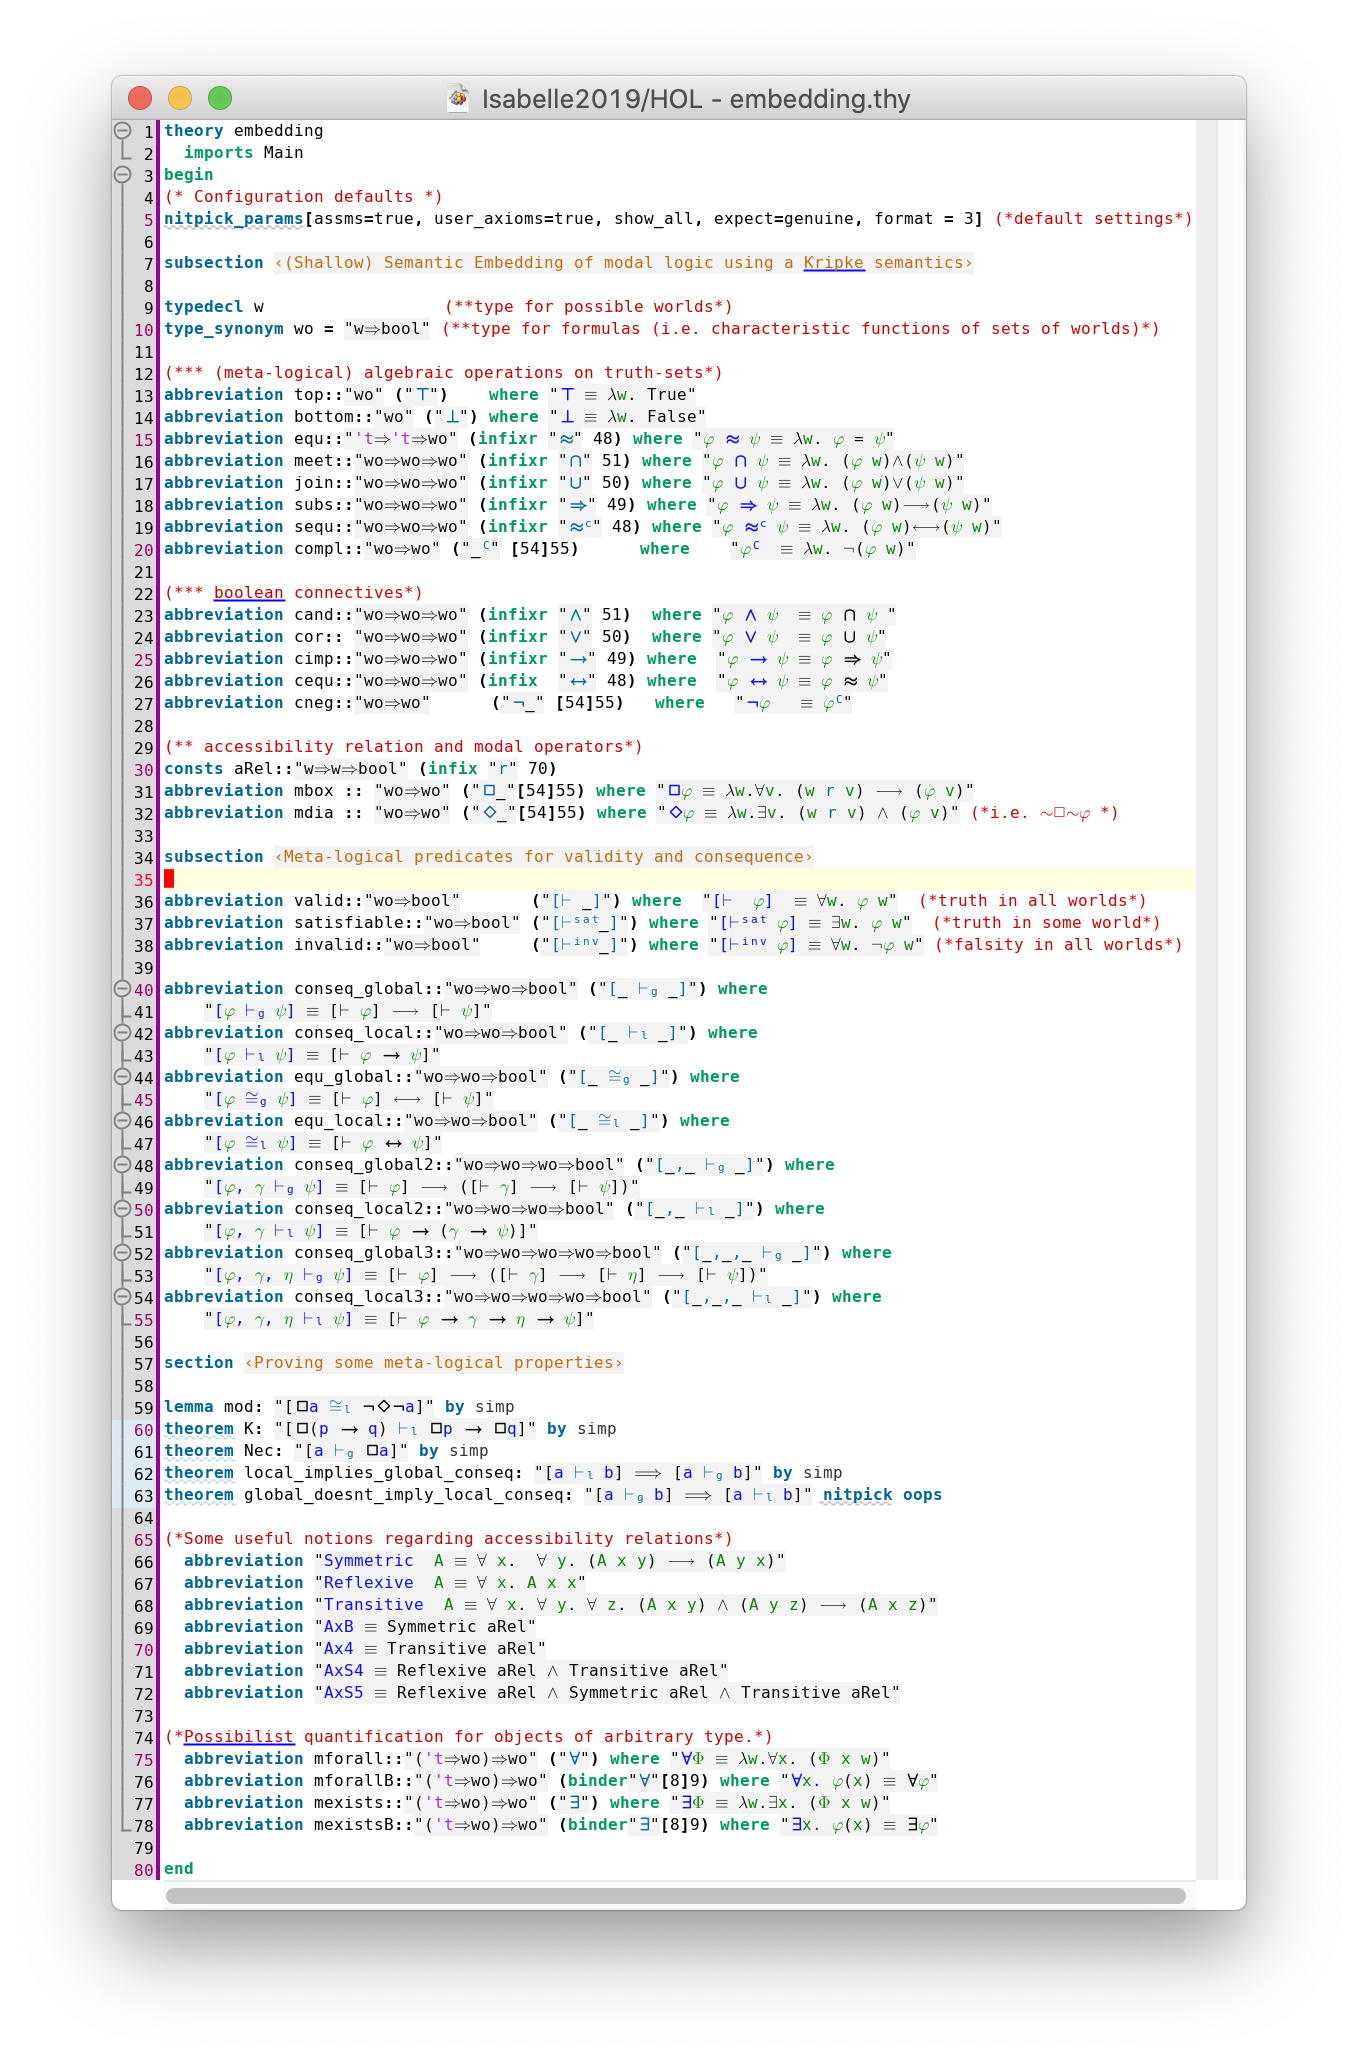 Isabelle2019/HOL - embedding.thy
1 theory embedding
2   imports Main
3 begin
4 (* Configuration defaults *)
5 nitpick_params[assms=true, user_axioms=true, show_all, expect=genuine, format = 3] (*default settings*)
6
7 subsection ‹(Shallow) Semantic Embedding of modal logic using a Kripke semantics›
8
9 typedecl w                  (**type for possible worlds*)
10 type_synonym wo = "w⇒bool" (**type for formulas (i.e. characteristic functions of sets of worlds)*)
11
12 (*** (meta-logical) algebraic operations on truth-sets*)
13 abbreviation top::"wo" ("⊤")    where "⊤ ≡ λw. True"
14 abbreviation bottom::"wo" ("⊥") where "⊥ ≡ λw. False"
15 abbreviation equ::"'t⇒'t⇒wo" (infixr "≈" 48) where "φ ≈ ψ ≡ λw. φ = ψ"
16 abbreviation meet::"wo⇒wo⇒wo" (infixr "∩" 51) where "φ ∩ ψ ≡ λw. (φ w)∧(ψ w)"
17 abbreviation join::"wo⇒wo⇒wo" (infixr "∪" 50) where "φ ∪ ψ ≡ λw. (φ w)∨(ψ w)"
18 abbreviation subs::"wo⇒wo⇒wo" (infixr "⇒" 49) where "φ ⇒ ψ ≡ λw. (φ w)⟶(ψ w)"
19 abbreviation sequ::"wo⇒wo⇒wo" (infixr "≈ᶜ" 48) where "φ ≈ᶜ ψ ≡ λw. (φ w)⟷(ψ w)"
20 abbreviation compl::"wo⇒wo" ("_ᶜ" [54]55)      where    "φᶜ  ≡ λw. ¬(φ w)"
21
22 (*** boolean connectives*)
23 abbreviation cand::"wo⇒wo⇒wo" (infixr "∧" 51)  where "φ ∧ ψ  ≡ φ ∩ ψ "
24 abbreviation cor:: "wo⇒wo⇒wo" (infixr "∨" 50)  where "φ ∨ ψ  ≡ φ ∪ ψ"
25 abbreviation cimp::"wo⇒wo⇒wo" (infixr "→" 49) where  "φ → ψ ≡ φ ⇒ ψ"
26 abbreviation cequ::"wo⇒wo⇒wo" (infix  "↔" 48) where  "φ ↔ ψ ≡ φ ≈ ψ"
27 abbreviation cneg::"wo⇒wo"      ("¬_" [54]55)   where   "¬φ   ≡ φᶜ"
28
29 (** accessibility relation and modal operators*)
30 consts aRel::"w⇒w⇒bool" (infix "r" 70)
31 abbreviation mbox :: "wo⇒wo" ("□_"[54]55) where "□φ ≡ λw.∀v. (w r v) ⟶ (φ v)"
32 abbreviation mdia :: "wo⇒wo" ("◇_"[54]55) where "◇φ ≡ λw.∃v. (w r v) ∧ (φ v)" (*i.e. ∼□∼φ *)
33
34 subsection ‹Meta-logical predicates for validity and consequence›
35
36 abbreviation valid::"wo⇒bool"       ("[⊢ _]") where  "[⊢  φ]  ≡ ∀w. φ w"  (*truth in all worlds*)
37 abbreviation satisfiable::"wo⇒bool" ("[⊢ˢᵃᵗ_]") where "[⊢ˢᵃᵗ φ] ≡ ∃w. φ w"  (*truth in some world*)
38 abbreviation invalid::"wo⇒bool"     ("[⊢ⁱⁿᵛ_]") where "[⊢ⁱⁿᵛ φ] ≡ ∀w. ¬φ w" (*falsity in all worlds*)
39
40 abbreviation conseq_global::"wo⇒wo⇒bool" ("[_ ⊢g _]") where
41     "[φ ⊢g ψ] ≡ [⊢ φ] ⟶ [⊢ ψ]"
42 abbreviation conseq_local::"wo⇒wo⇒bool" ("[_ ⊢l _]") where
43     "[φ ⊢l ψ] ≡ [⊢ φ → ψ]"
44 abbreviation equ_global::"wo⇒wo⇒bool" ("[_ ≅g _]") where
45     "[φ ≅g ψ] ≡ [⊢ φ] ⟷ [⊢ ψ]"
46 abbreviation equ_local::"wo⇒wo⇒bool" ("[_ ≅l _]") where
47     "[φ ≅l ψ] ≡ [⊢ φ ↔ ψ]"
48 abbreviation conseq_global2::"wo⇒wo⇒wo⇒bool" ("[_,_ ⊢g _]") where
49     "[φ, γ ⊢g ψ] ≡ [⊢ φ] ⟶ ([⊢ γ] ⟶ [⊢ ψ])"
50 abbreviation conseq_local2::"wo⇒wo⇒wo⇒bool" ("[_,_ ⊢l _]") where
51     "[φ, γ ⊢l ψ] ≡ [⊢ φ → (γ → ψ)]"
52 abbreviation conseq_global3::"wo⇒wo⇒wo⇒wo⇒bool" ("[_,_,_ ⊢g _]") where
53     "[φ, γ, η ⊢g ψ] ≡ [⊢ φ] ⟶ ([⊢ γ] ⟶ [⊢ η] ⟶ [⊢ ψ])"
54 abbreviation conseq_local3::"wo⇒wo⇒wo⇒wo⇒bool" ("[_,_,_ ⊢l _]") where
55     "[φ, γ, η ⊢l ψ] ≡ [⊢ φ → γ → η → ψ]"
56
57 section ‹Proving some meta-logical properties›
58
59 lemma mod: "[□a ≅l ¬◇¬a]" by simp
60 theorem K: "[□(p → q) ⊢l □p → □q]" by simp
61 theorem Nec: "[a ⊢g □a]" by simp
62 theorem local_implies_global_conseq: "[a ⊢l b] ⟹ [a ⊢g b]" by simp
63 theorem global_doesnt_imply_local_conseq: "[a ⊢g b] ⟹ [a ⊢l b]" nitpick oops
64
65 (*Some useful notions regarding accessibility relations*)
66   abbreviation "Symmetric  A ≡ ∀ x.  ∀ y. (A x y) ⟶ (A y x)"
67   abbreviation "Reflexive  A ≡ ∀ x. A x x"
68   abbreviation "Transitive  A ≡ ∀ x. ∀ y. ∀ z. (A x y) ∧ (A y z) ⟶ (A x z)"
69   abbreviation "AxB ≡ Symmetric aRel"
70   abbreviation "Ax4 ≡ Transitive aRel"
71   abbreviation "AxS4 ≡ Reflexive aRel ∧ Transitive aRel"
72   abbreviation "AxS5 ≡ Reflexive aRel ∧ Symmetric aRel ∧ Transitive aRel"
73
74 (*Possibilist quantification for objects of arbitrary type.*)
75   abbreviation mforall::"('t⇒wo)⇒wo" ("∀") where "∀Φ ≡ λw.∀x. (Φ x w)"
76   abbreviation mforallB::"('t⇒wo)⇒wo" (binder"∀"[8]9) where "∀x. φ(x) ≡ ∀φ"
77   abbreviation mexists::"('t⇒wo)⇒wo" ("∃") where "∃Φ ≡ λw.∃x. (Φ x w)"
78   abbreviation mexistsB::"('t⇒wo)⇒wo" (binder"∃"[8]9) where "∃x. φ(x) ≡ ∃φ"
79
80 end